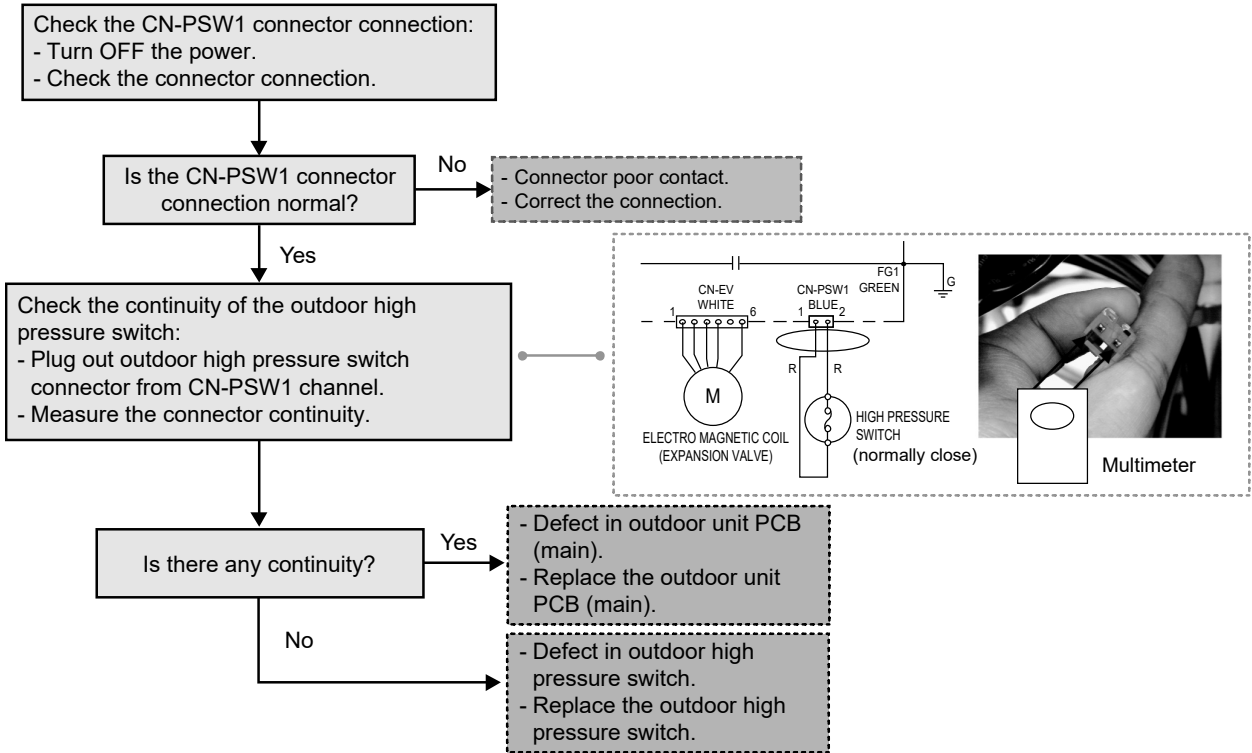 Check the CN-PSW1 connector connection:
- Turn OFF the power.
- Check the connector connection.
Is the CN-PSW1 connector
connection normal?
No
- Connector poor contact.
- Correct the connection.
Yes
Check the continuity of the outdoor high
pressure switch:
- Plug out outdoor high pressure switch
connector from CN-PSW1 channel.
- Measure the connector continuity.
FG1
GREEN
G
CN-EV
WHITE
1
6
CN-PSW1
BLUE
1
2
R
R
M
ELECTRO MAGNETIC COIL
(EXPANSION VALVE)
HIGH PRESSURE
SWITCH
(normally close)
Multimeter
Is there any continuity?
Yes
- Defect in outdoor unit PCB
(main).
- Replace the outdoor unit
PCB (main).
No
- Defect in outdoor high
pressure switch.
- Replace the outdoor high
pressure switch.